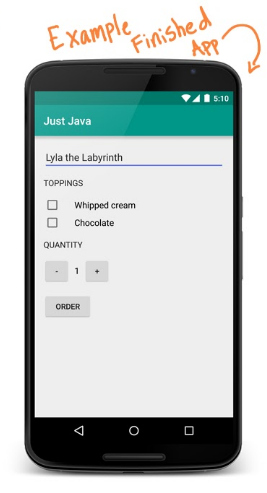 Example
Finished
App
5:10
Just Java
Lyla the Labyrinth
TOPPINGS
Whipped cream
Chocolate
QUANTITY
- 1 +
ORDER